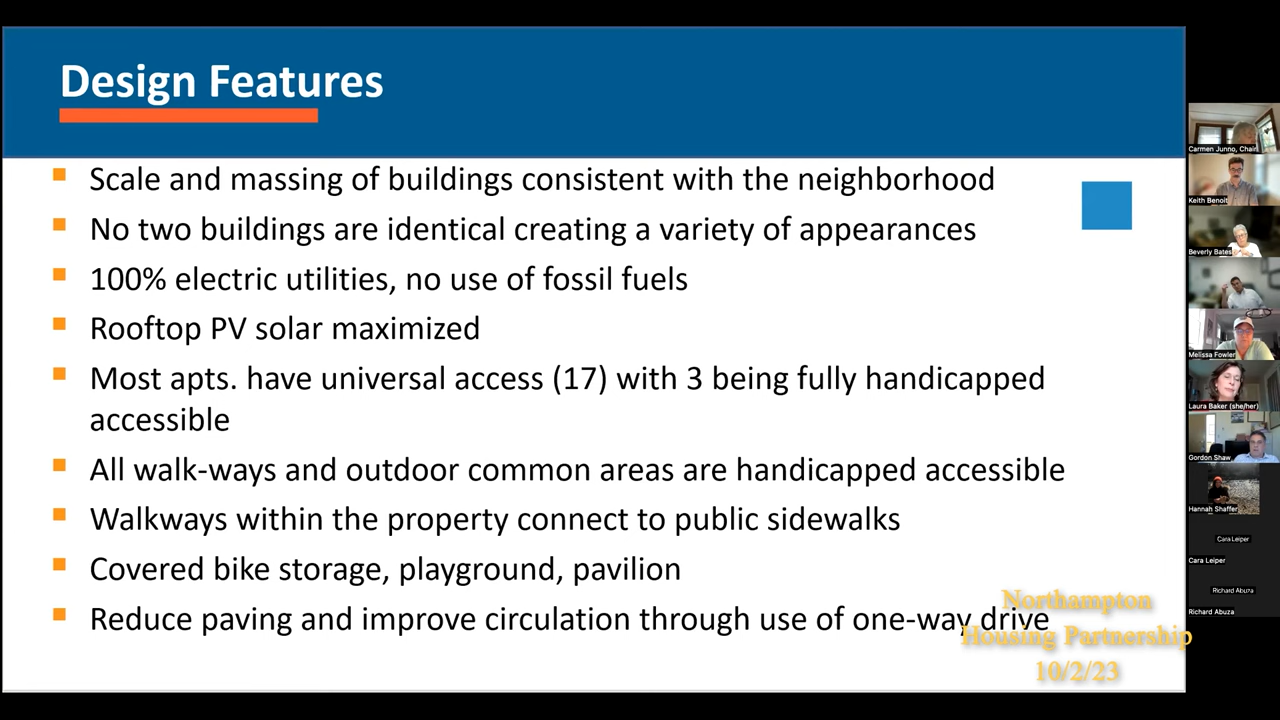 Design Features
Scale and massing of buildings consistent with the neighborhood
No two buildings are identical creating a variety of appearances
100% electric utilities, no use of fossil fuels
Rooftop PV solar maximized
Most apts. have universal access (17) with 3 being fully handicapped
accessible
All walk-ways and outdoor common areas are handicapped accessible
Walkways within the property connect to public sidewalks
Covered bike storage, playground, pavilion
Reduce paving and improve circulation through use of one-way drive
Northampton
Housing Partnership
10/2/23
Carmen Junno, Chair
Keith Benoit
Beverly Bates
Melissa Fowler
Laura Baker (she/her)
Gordon Shaw
Hannah Shaffer
Cara Leiper
Cara Leiper
Richard Abuza
Richard Abuza